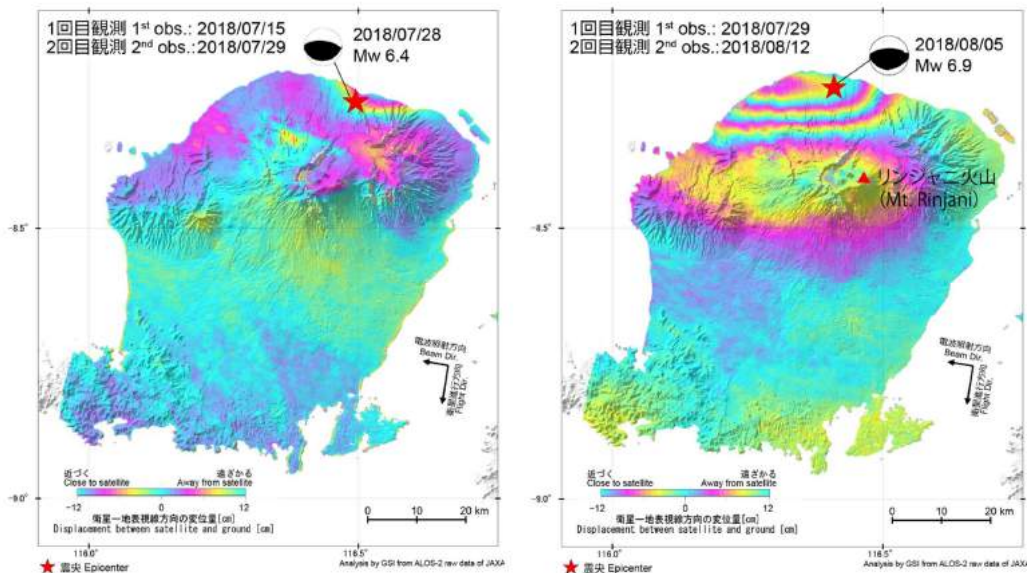 1回目観測 1st obs.: 2018/07/15
2回目観測 2nd obs.: 2018/07/29
2018/07/28
Mw 6.4
-8.5°
電波照射方向
Beam Dir.
衛星進行方向
Flight Dir.
近づく 遠ざかる
Close to satellite Away from satellite
-12 0 12
衛星-地表視線方向の変位量[cm]
Displacement between satellite and ground [cm]
0 10 20 km
-9.0°
116.0° 116.5°
震央 Epicenter
Analysis by GSI from ALOS-2 raw data of JAXA
1回目観測 1st obs.: 2018/07/29
2回目観測 2nd obs.: 2018/08/12
2018/08/05
Mw 6.9
リンジャニ火山
(Mt. Rinjani)
-8.5°
電波照射方向
Beam Dir.
衛星進行方向
Flight Dir.
近づく 遠ざかる
Close to satellite Away from satellite
-12 0 12
衛星-地表視線方向の変位量[cm]
Displacement between satellite and ground [cm]
0 10 20 km
-9.0°
116.0° 116.5°
震央 Epicenter
Analysis by GSI from ALOS-2 raw data of JAXA